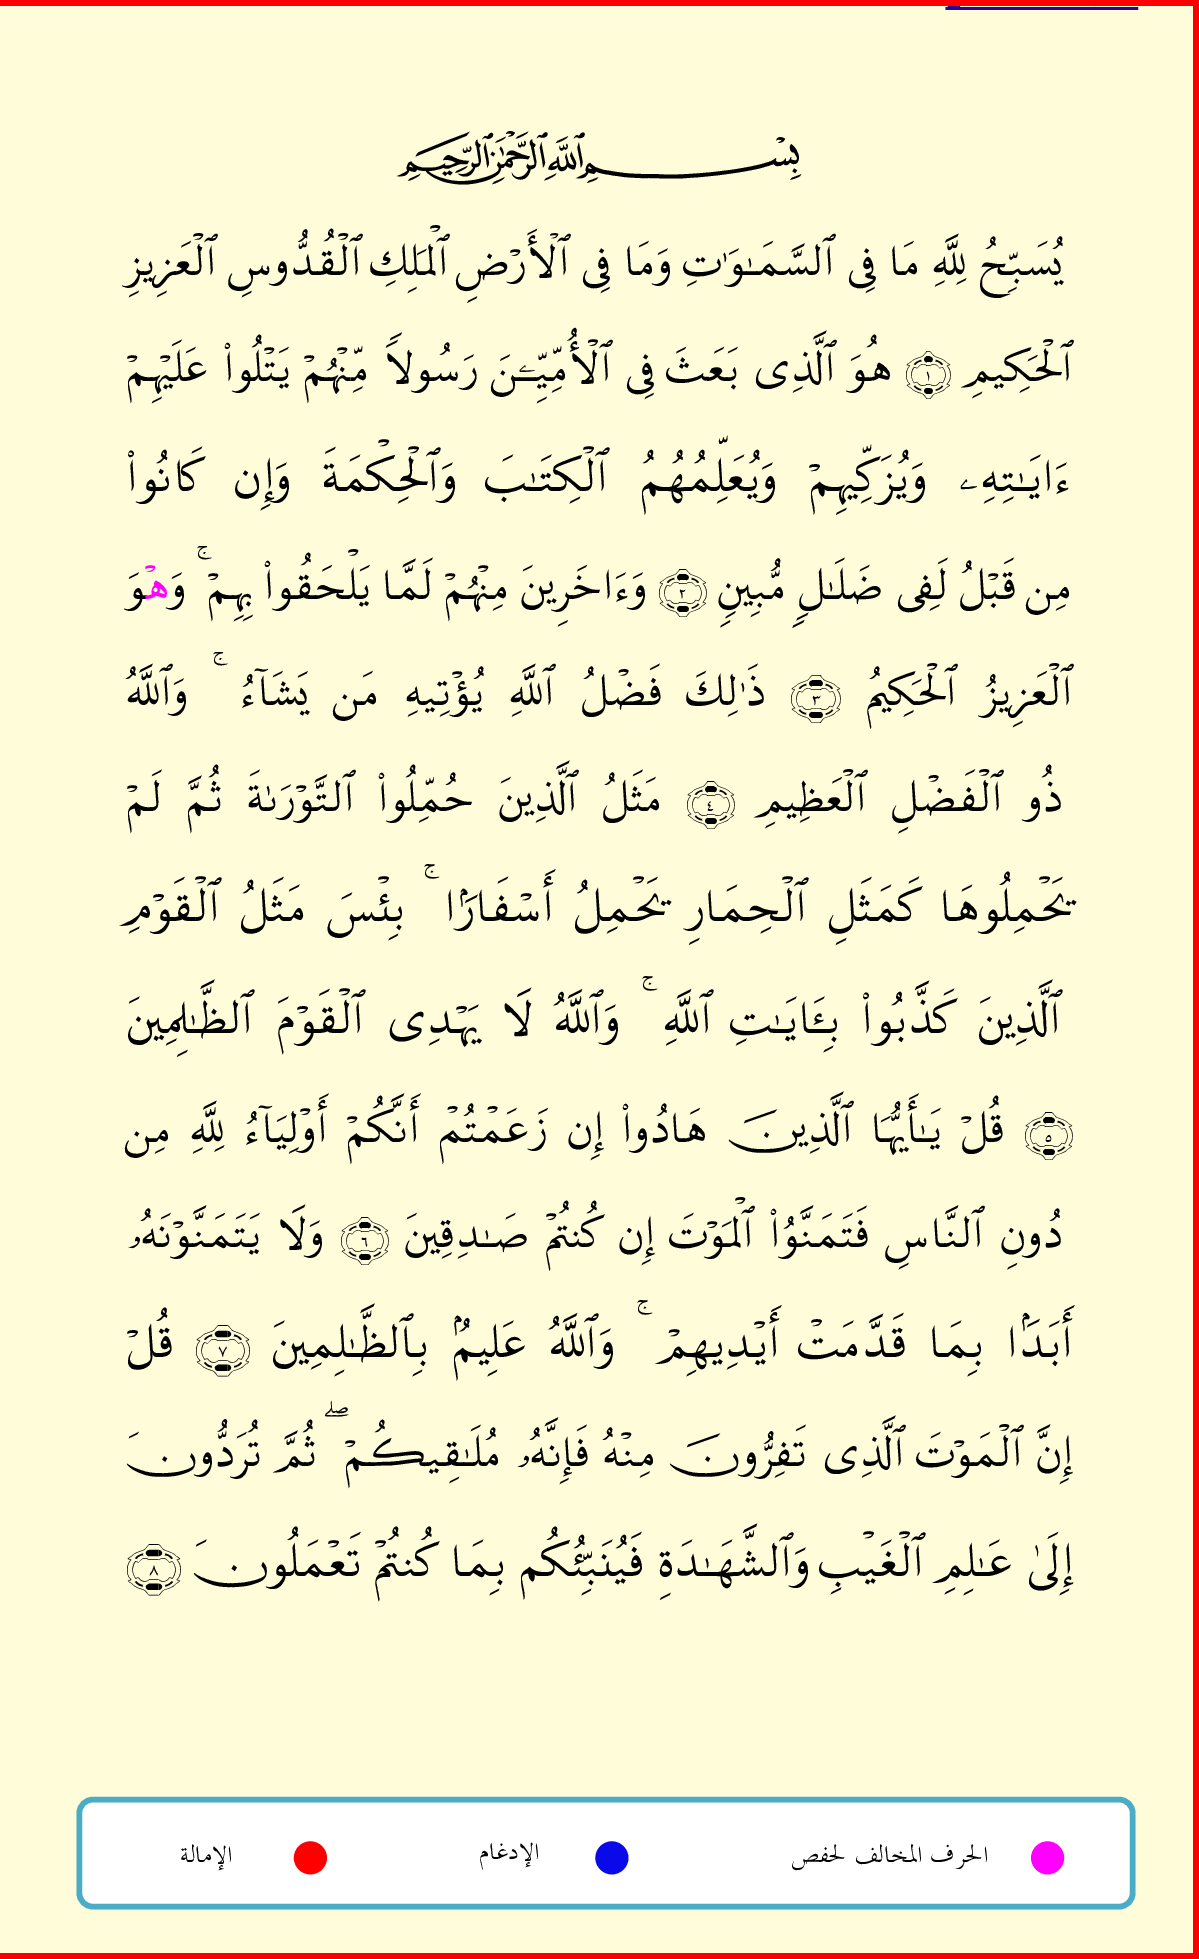 بِسْمِ ٱللَّهِ ٱلرَّحْمَٰنِ ٱلرَّحِيمِ
يُسَبِّحُ لِلَّهِ مَا فِى ٱلسَّمَـٰوَٰتِ وَمَا فِى ٱلْأَرْضِ ٱلْمَلِكِ ٱلْقُدُّوسِ ٱلْعَزِيزِ
ٱلْحَكِيمِ ١ هُوَ ٱلَّذِى بَعَثَ فِى ٱلْأُمِّيِّـۧنَ رَسُولاً مِّنْهُمْ يَتْلُوا۟ عَلَيْهِمْ
ءَايَـٰتِهِۦ وَيُزَكِّيهِمْ وَيُعَلِّمُهُمُ ٱلْكِتَـٰبَ وَٱلْحِكْمَةَ وَإِن كَانُوا۟
مِن قَبْلُ لَفِى ضَلَـٰلٍ مُّبِينٍ ٢ وَءَاخَرِينَ مِنْهُمْ لَمَّا يَلْحَقُوا۟ بِهِمْ ۚ وَهْوَ
ٱلْعَزِيزُ ٱلْحَكِيمُ ٣ ذَٰلِكَ فَضْلُ ٱللَّهِ يُؤْتِيهِ مَن يَشَآءُ ۚ وَٱللَّهُ
ذُو ٱلْفَضْلِ ٱلْعَظِيمِ ٤ مَثَلُ ٱلَّذِينَ حُمِّلُوا۟ ٱلتَّوْرَىٰةَ ثُمَّ لَمْ
يَحْمِلُوهَا كَمَثَلِ ٱلْحِمَارِ يَحْمِلُ أَسْفَارًۢا ۚ بِئْسَ مَثَلُ ٱلْقَوْمِ
ٱلَّذِينَ كَذَّبُوا۟ بِـَٔايَـٰتِ ٱللَّهِ ۚ وَٱللَّهُ لَا يَهْدِى ٱلْقَوْمَ ٱلظَّـٰلِمِينَ
٥ قُلْ يَـٰٓأَيُّهَا ٱلَّذِينَ هَادُوا۟ إِن زَعَمْتُمْ أَنَّكُمْ أَوْلِيَآءُ لِلَّهِ مِن
دُونِ ٱلنَّاسِ فَتَمَنَّوُا۟ ٱلْمَوْتَ إِن كُنتُمْ صَـٰدِقِينَ ٦ وَلَا يَتَمَنَّوْنَهُۥ
أَبَدًۢا بِمَا قَدَّمَتْ أَيْدِيهِمْ ۚ وَٱللَّهُ عَلِيمٌۢ بِٱلظَّـٰلِمِينَ ٧ قُلْ
إِنَّ ٱلْمَوْتَ ٱلَّذِى تَفِرُّونَ مِنْهُ فَإِنَّهُۥ مُلَـٰقِيكُمْ ۖ ثُمَّ تُرَدُّونَ
إِلَىٰ عَـٰلِمِ ٱلْغَيْبِ وَٱلشَّهَـٰدَةِ فَيُنَبِّئُكُم بِمَا كُنتُمْ تَعْمَلُونَ ٨
الحرف المخالف لحفص الإدغام الإمالة